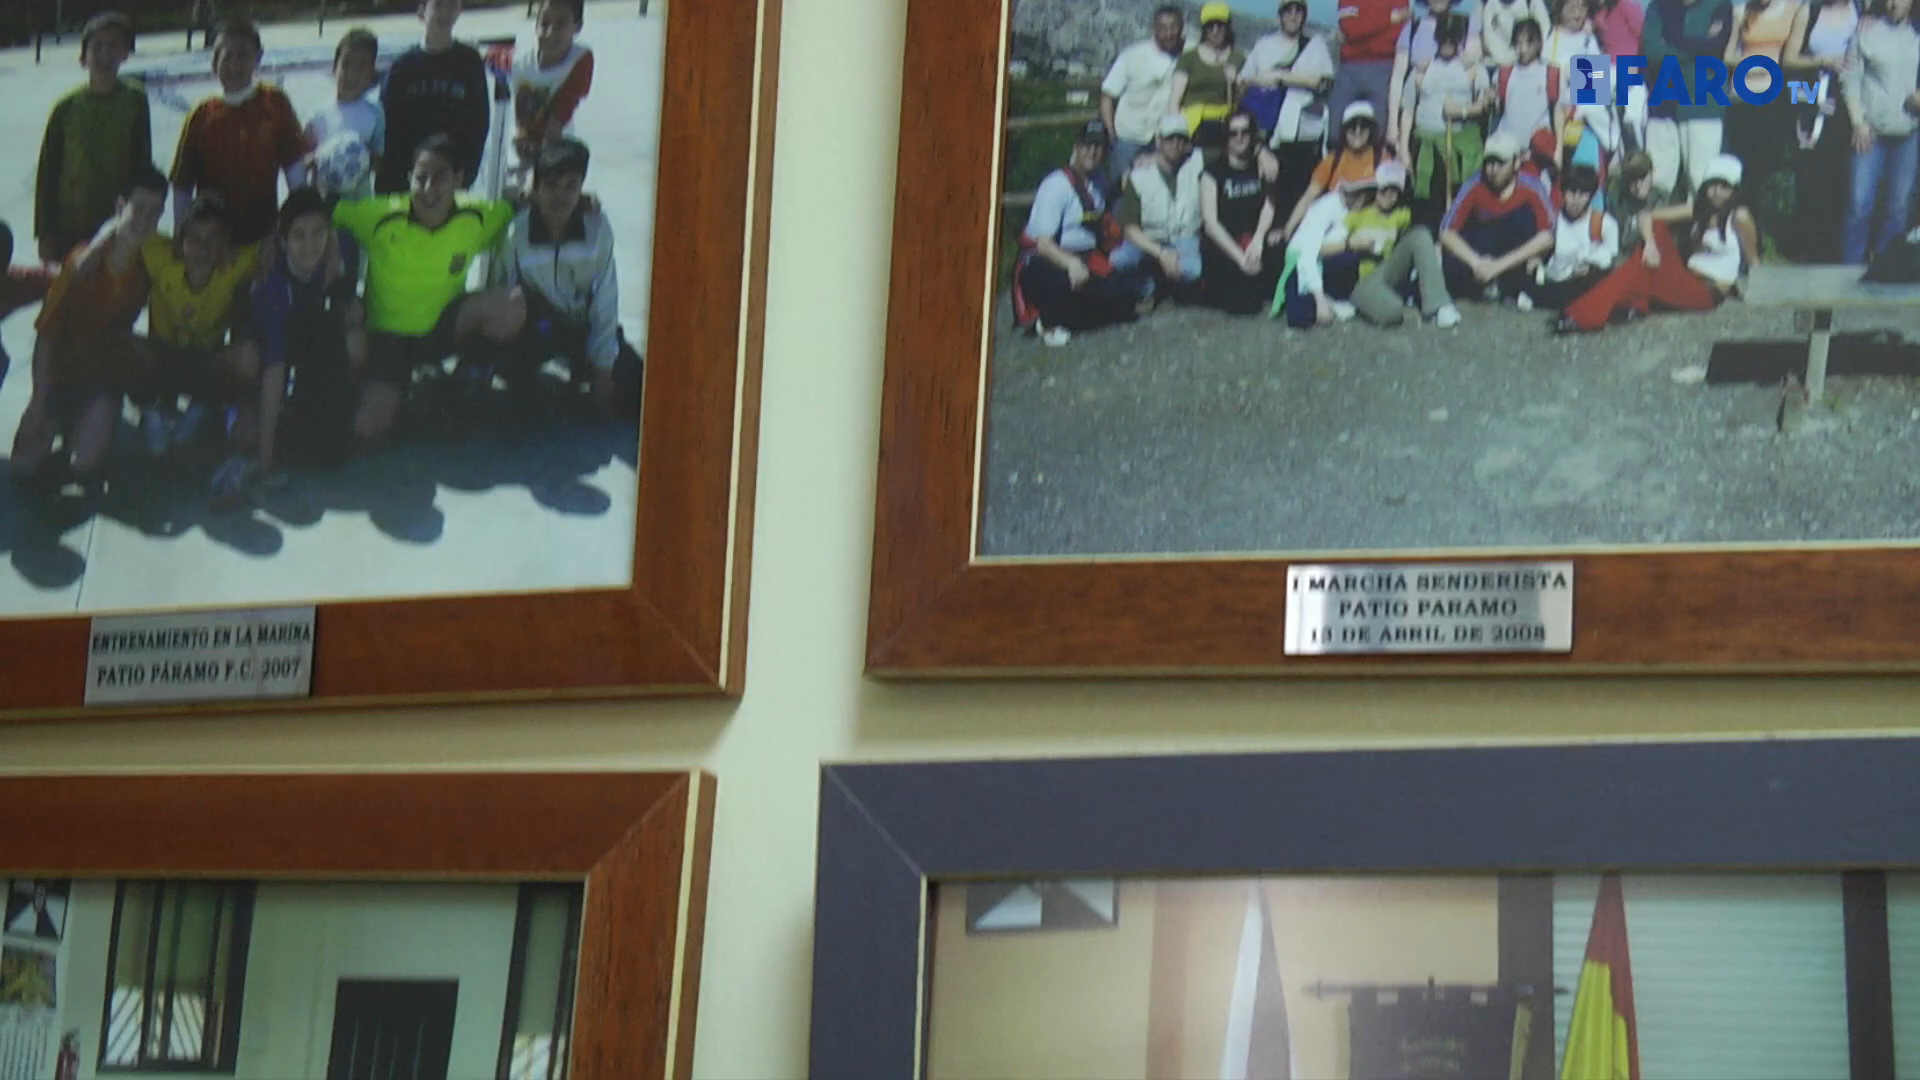 FARO TV
ENTRENAMIENTO EN LA MARINA
PATIO PÁRAMO F.C. 2007
I MARCHA SENDERISTA
PATIO PARAMO
13 DE ABRIL DE 2008